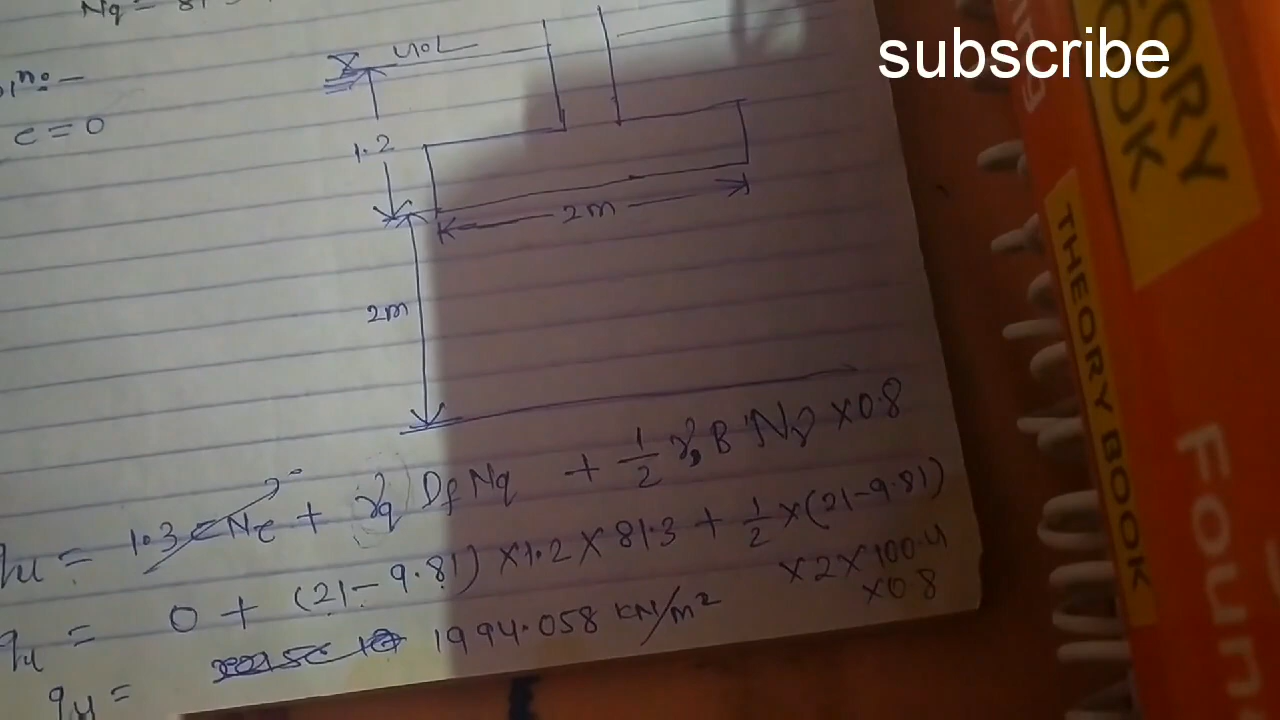 Nq = 81
subscribe
G.L
c = 0
1.2
2m
2m
qu = 1.3 c Nc + γq Df Nq + 1/2 γγ B Nγ × 0.8
qu = 0 + (21 - 9.81) × 1.2 × 81.3 + 1/2 × (21 - 9.81)
× 2 × 100.4
× 0.8
qu = 1994.058 KN/m²
THEORY BOOK
THEORY
BOOK
Foun